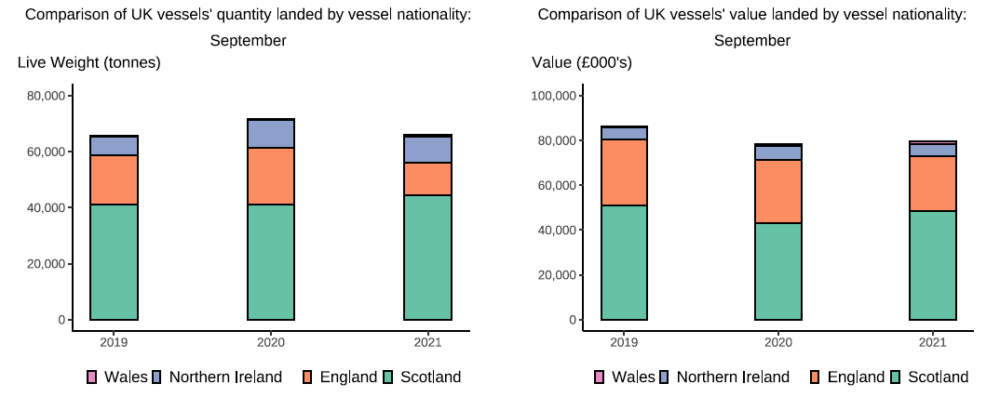 Comparison of UK vessels' quantity landed by vessel nationality:
September
Live Weight (tonnes)
80,000
60,000
40,000
20,000
0
2019 2020 2021
Wales Northern Ireland England Scotland
Comparison of UK vessels' value landed by vessel nationality:
September
Value (£000's)
100,000
80,000
60,000
40,000
20,000
0
2019 2020 2021
Wales Northern Ireland England Scotland